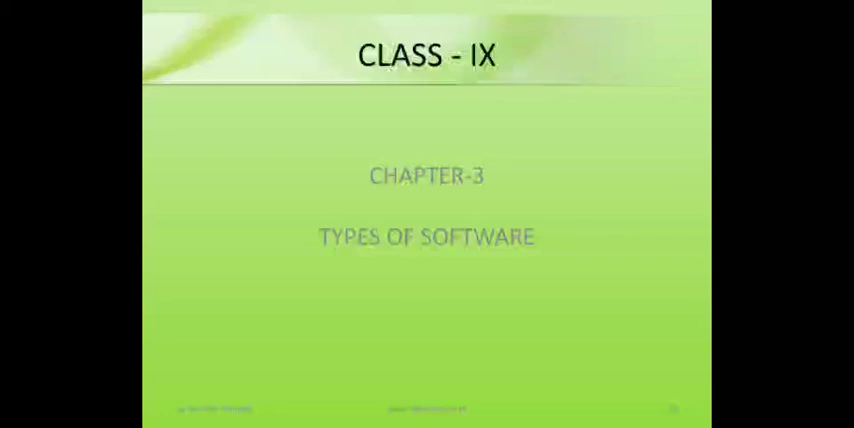 CLASS - IX
CHAPTER-3
TYPES OF SOFTWARE